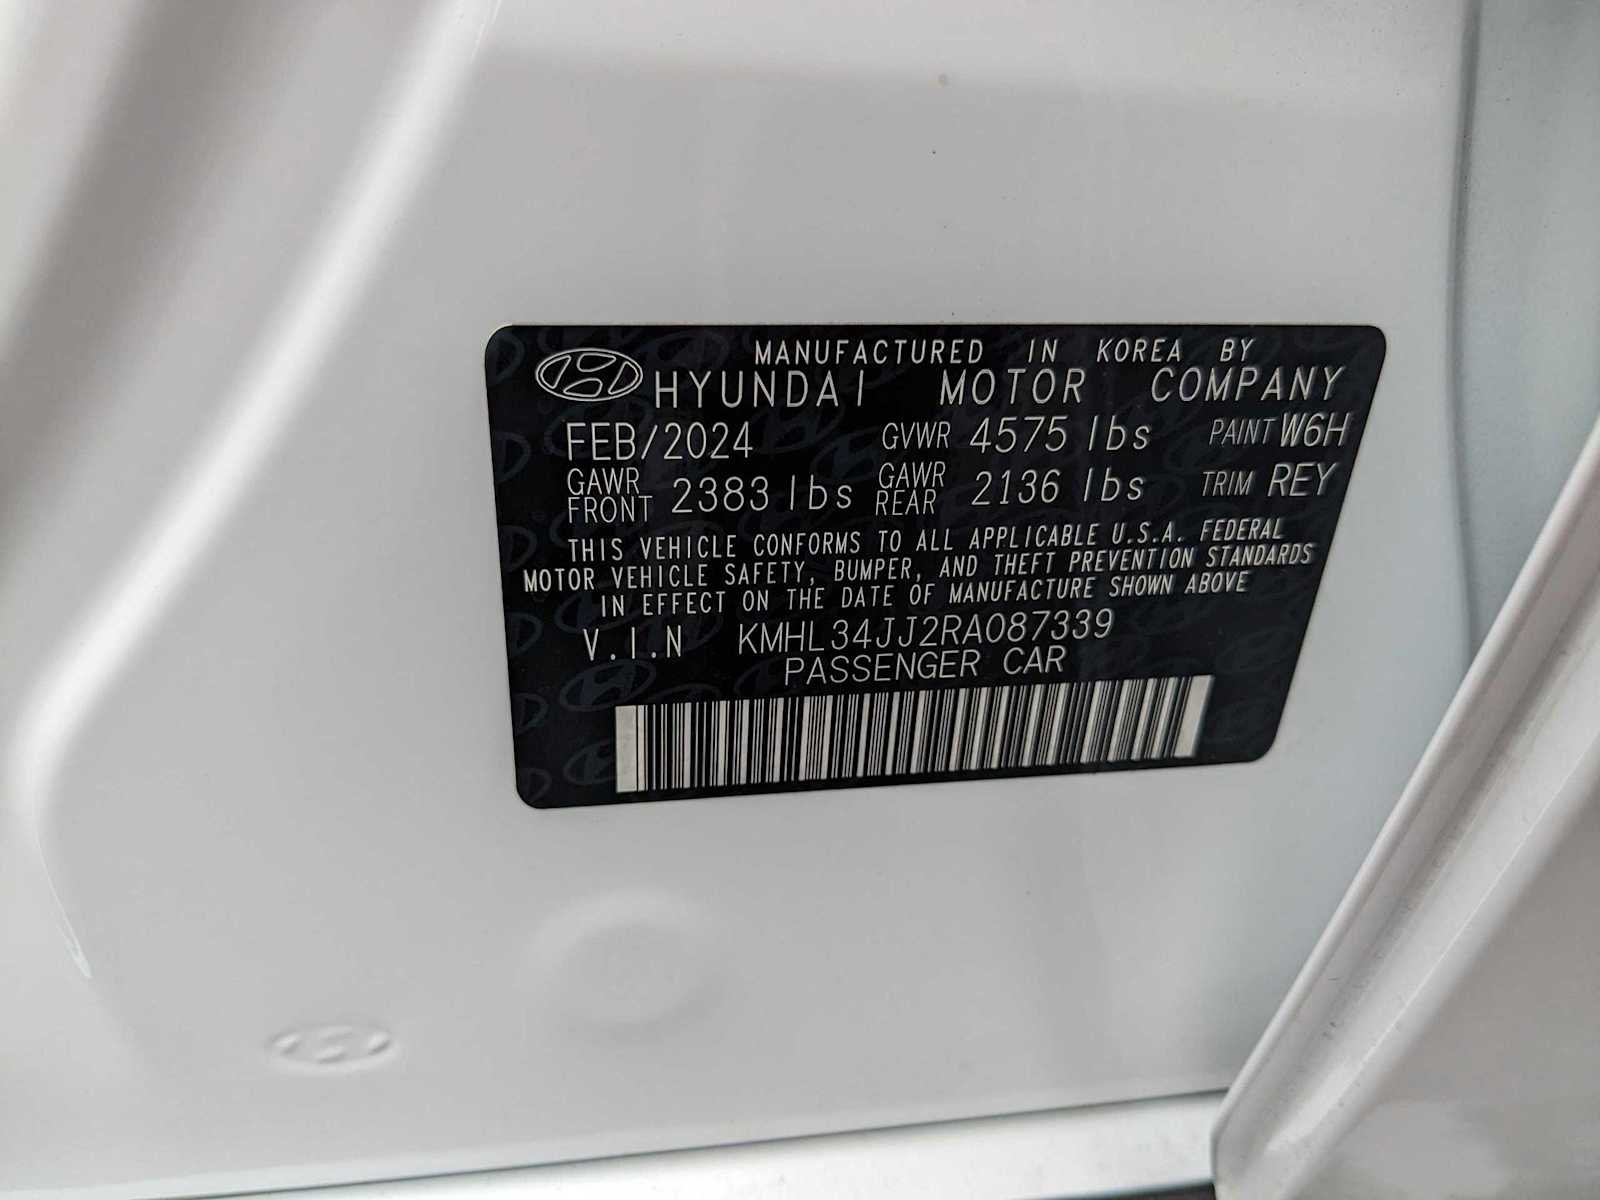 MANUFACTURED IN KOREA BY
HYUNDAI MOTOR COMPANY
FEB/2024 GVWR 4575 lbs PAINT W6H
GAWR FRONT 2383 lbs GAWR REAR 2136 lbs TRIM REY
THIS VEHICLE CONFORMS TO ALL APPLICABLE U.S.A. FEDERAL
MOTOR VEHICLE SAFETY, BUMPER, AND THEFT PREVENTION STANDARDS
IN EFFECT ON THE DATE OF MANUFACTURE SHOWN ABOVE
V.I.N KMHL34JJ2RA087339
PASSENGER CAR